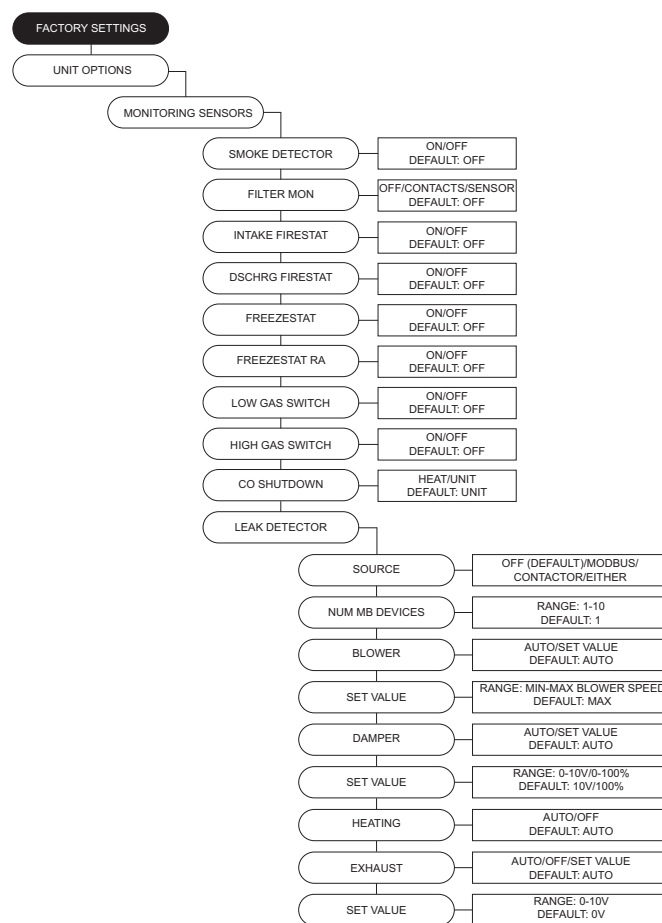 FACTORY SETTINGS
UNIT OPTIONS
MONITORING SENSORS
SMOKE DETECTOR
ON/OFF
DEFAULT: OFF
FILTER MON
OFF/CONTACTS/SENSOR
DEFAULT: OFF
INTAKE FIRESTAT
ON/OFF
DEFAULT: OFF
DSCHRG FIRESTAT
ON/OFF
DEFAULT: OFF
FREEZESTAT
ON/OFF
DEFAULT: OFF
FREEZESTAT RA
ON/OFF
DEFAULT: OFF
LOW GAS SWITCH
ON/OFF
DEFAULT: OFF
HIGH GAS SWITCH
ON/OFF
DEFAULT: OFF
CO SHUTDOWN
HEAT/UNIT
DEFAULT: UNIT
LEAK DETECTOR
SOURCE
OFF (DEFAULT)/MODBUS/
CONTACTOR/EITHER
NUM MB DEVICES
RANGE: 1-10
DEFAULT: 1
BLOWER
AUTO/SET VALUE
DEFAULT: AUTO
SET VALUE
RANGE: MIN-MAX BLOWER SPEED
DEFAULT: MAX
DAMPER
AUTO/SET VALUE
DEFAULT: AUTO
SET VALUE
RANGE: 0-10V/0-100%
DEFAULT: 10V/100%
HEATING
AUTO/OFF
DEFAULT: AUTO
EXHAUST
AUTO/OFF/SET VALUE
DEFAULT: AUTO
SET VALUE
RANGE: 0-10V
DEFAULT: 0V